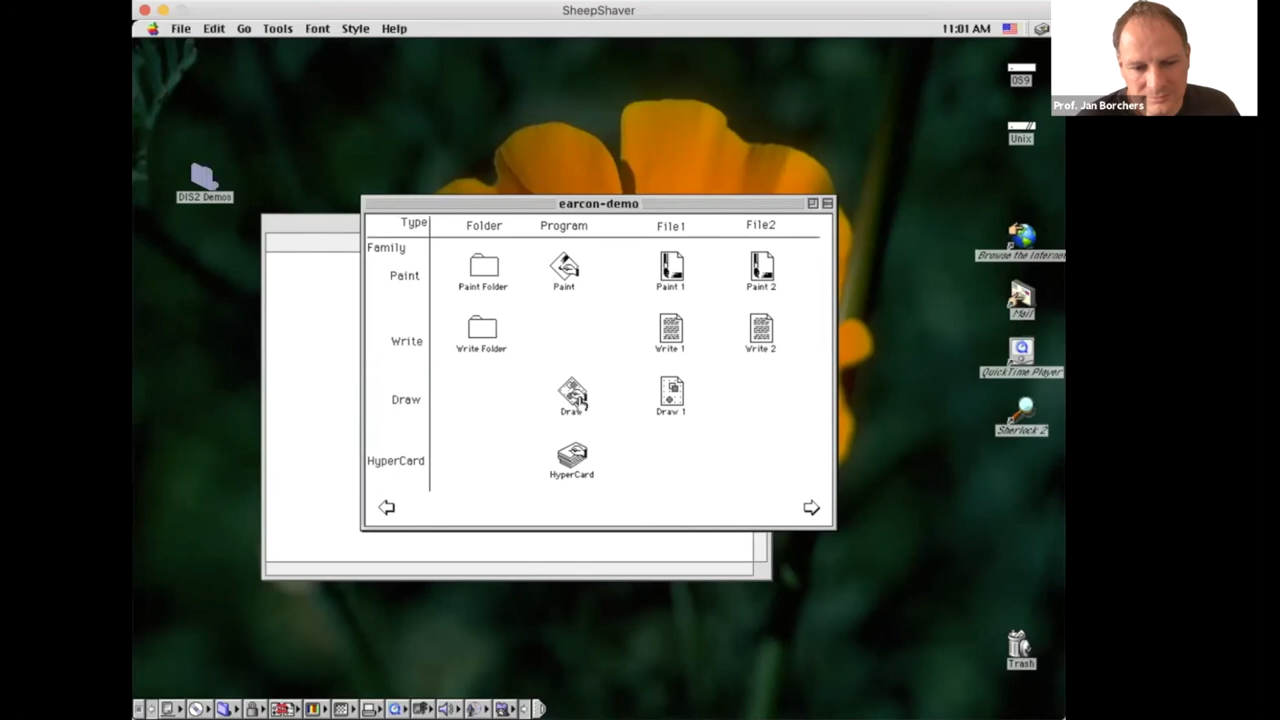 SheepShaver
File Edit Go Tools Font Style Help 11:01 AM
Prof. Jan Borchers
OS9
Unix
DIS2 Demos
earcon-demo
Type Folder Program File1 File2
Family
Paint Paint Folder Paint Paint 1 Paint 2
Write Write Folder Write 1 Write 2
Draw Draw Draw 1
HyperCard HyperCard
Browse the Internet
Mail
QuickTime Player
Sherlock 2
Trash